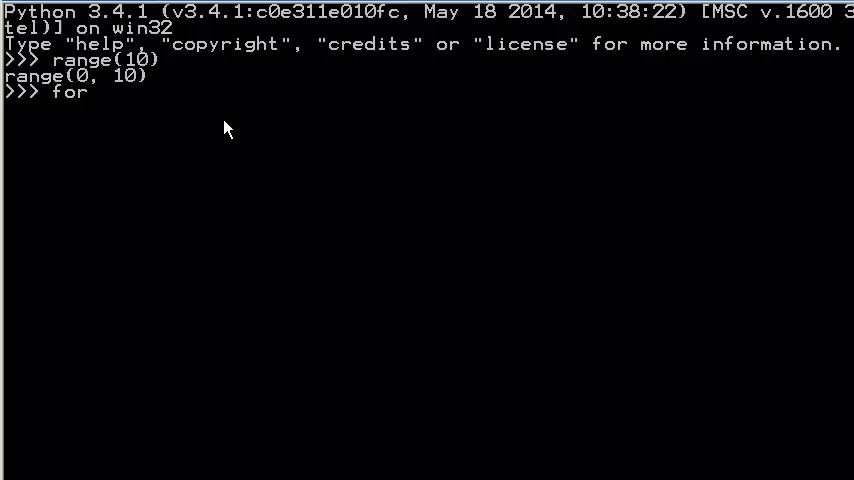 Python 3.4.1 (v3.4.1:c0e311e010fc, May 18 2014, 10:38:22) [MSC v.1600 3
tel)] on win32
Type "help", "copyright", "credits" or "license" for more information.
>>> range(10)
range(0, 10)
>>> for